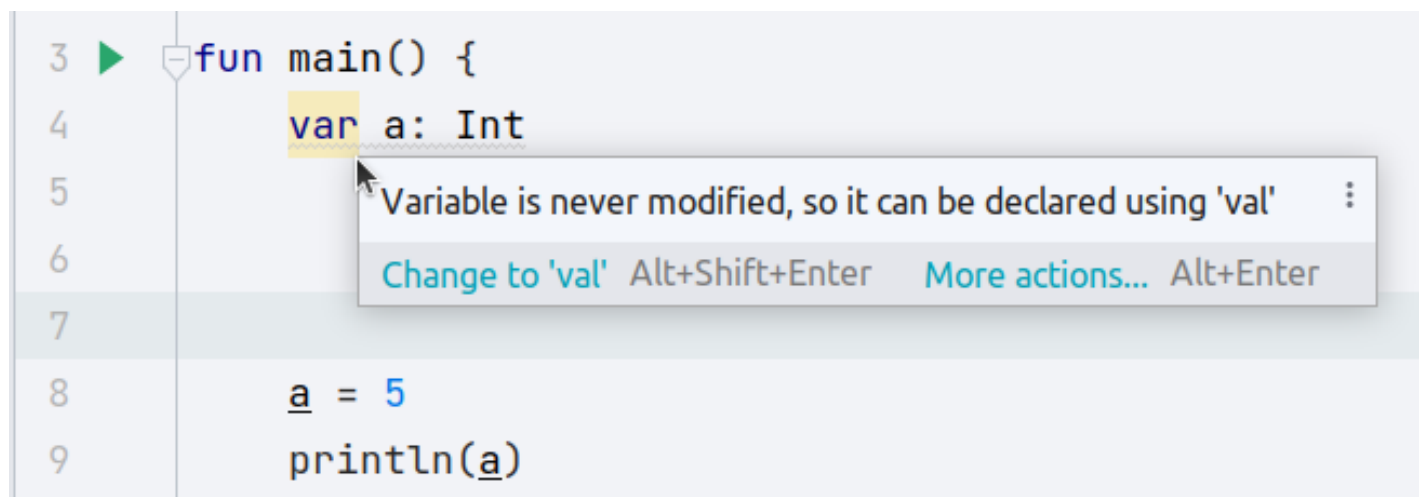 3 fun main() {
4 var a: Int
5 Variable is never modified, so it can be declared using 'val'
6 Change to 'val' Alt+Shift+Enter More actions... Alt+Enter
7
8 a = 5
9 println(a)